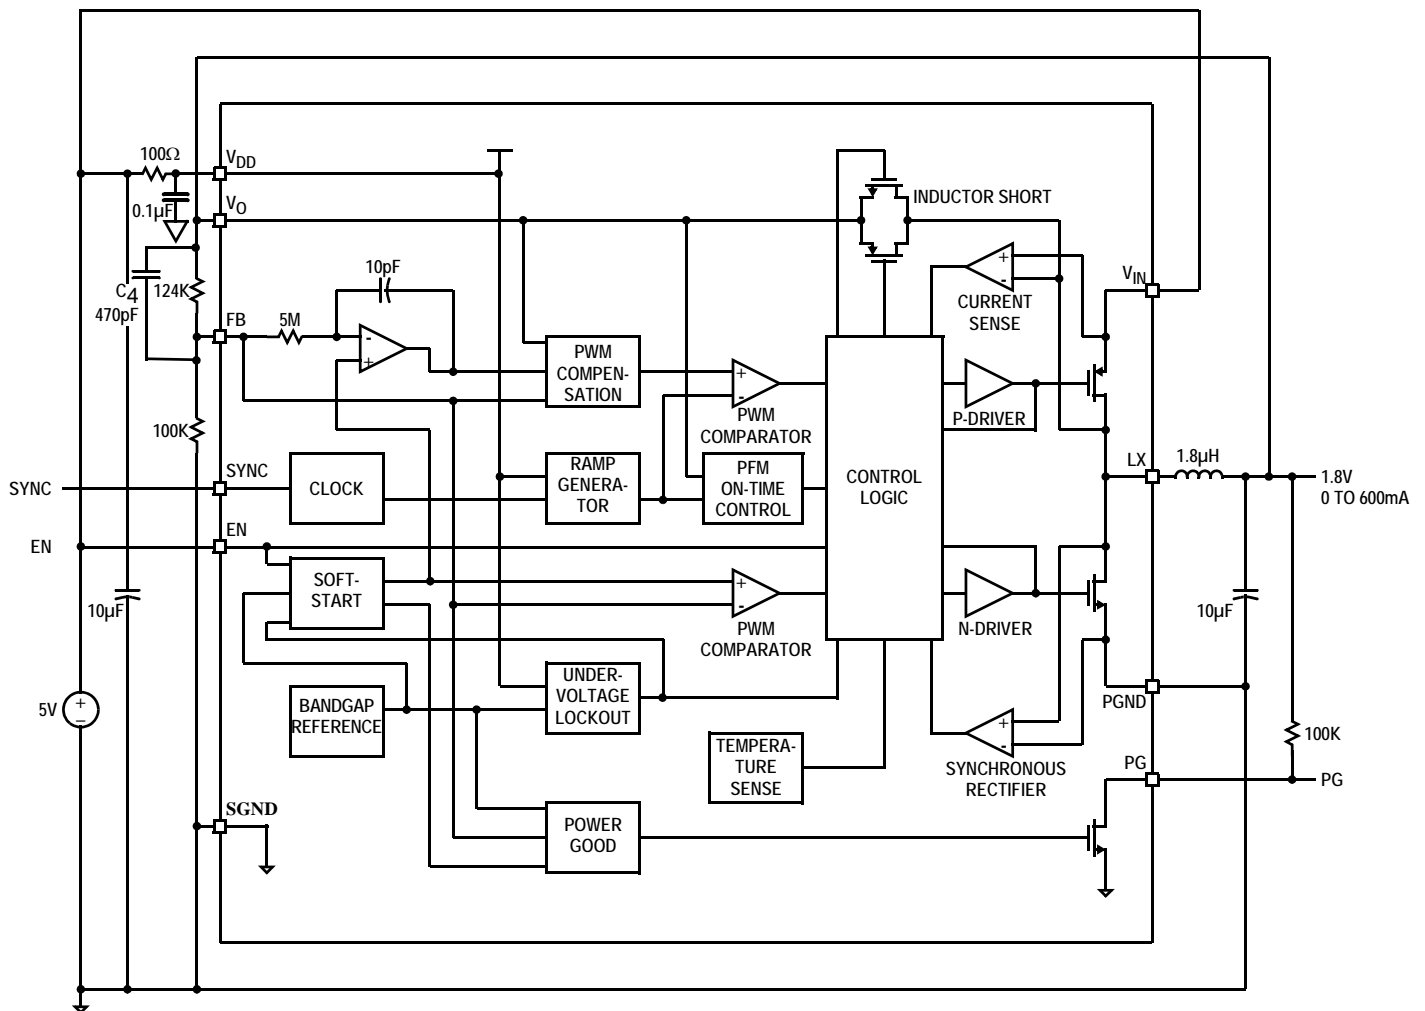 100Ω
V_DD
0.1µF
V_O
INDUCTOR SHORT
10pF
+
-
CURRENT
SENSE
V_IN
C4
470pF
124K
FB
5M
-
+
PWM
COMPEN-
SATION
+
-
PWM
COMPARATOR
P-DRIVER
100K
SYNC
SYNC
CLOCK
RAMP
GENERA-
TOR
PFM
ON-TIME
CONTROL
CONTROL
LOGIC
LX
1.8µH
1.8V
0 TO 600mA
EN
EN
SOFT-
START
+
-
PWM
COMPARATOR
N-DRIVER
10µF
10µF
5V
+
–
BANDGAP
REFERENCE
UNDER-
VOLTAGE
LOCKOUT
PGND
+
-
SYNCHRONOUS
RECTIFIER
TEMPERA-
TURE
SENSE
100K
PG
PG
SGND
POWER
GOOD